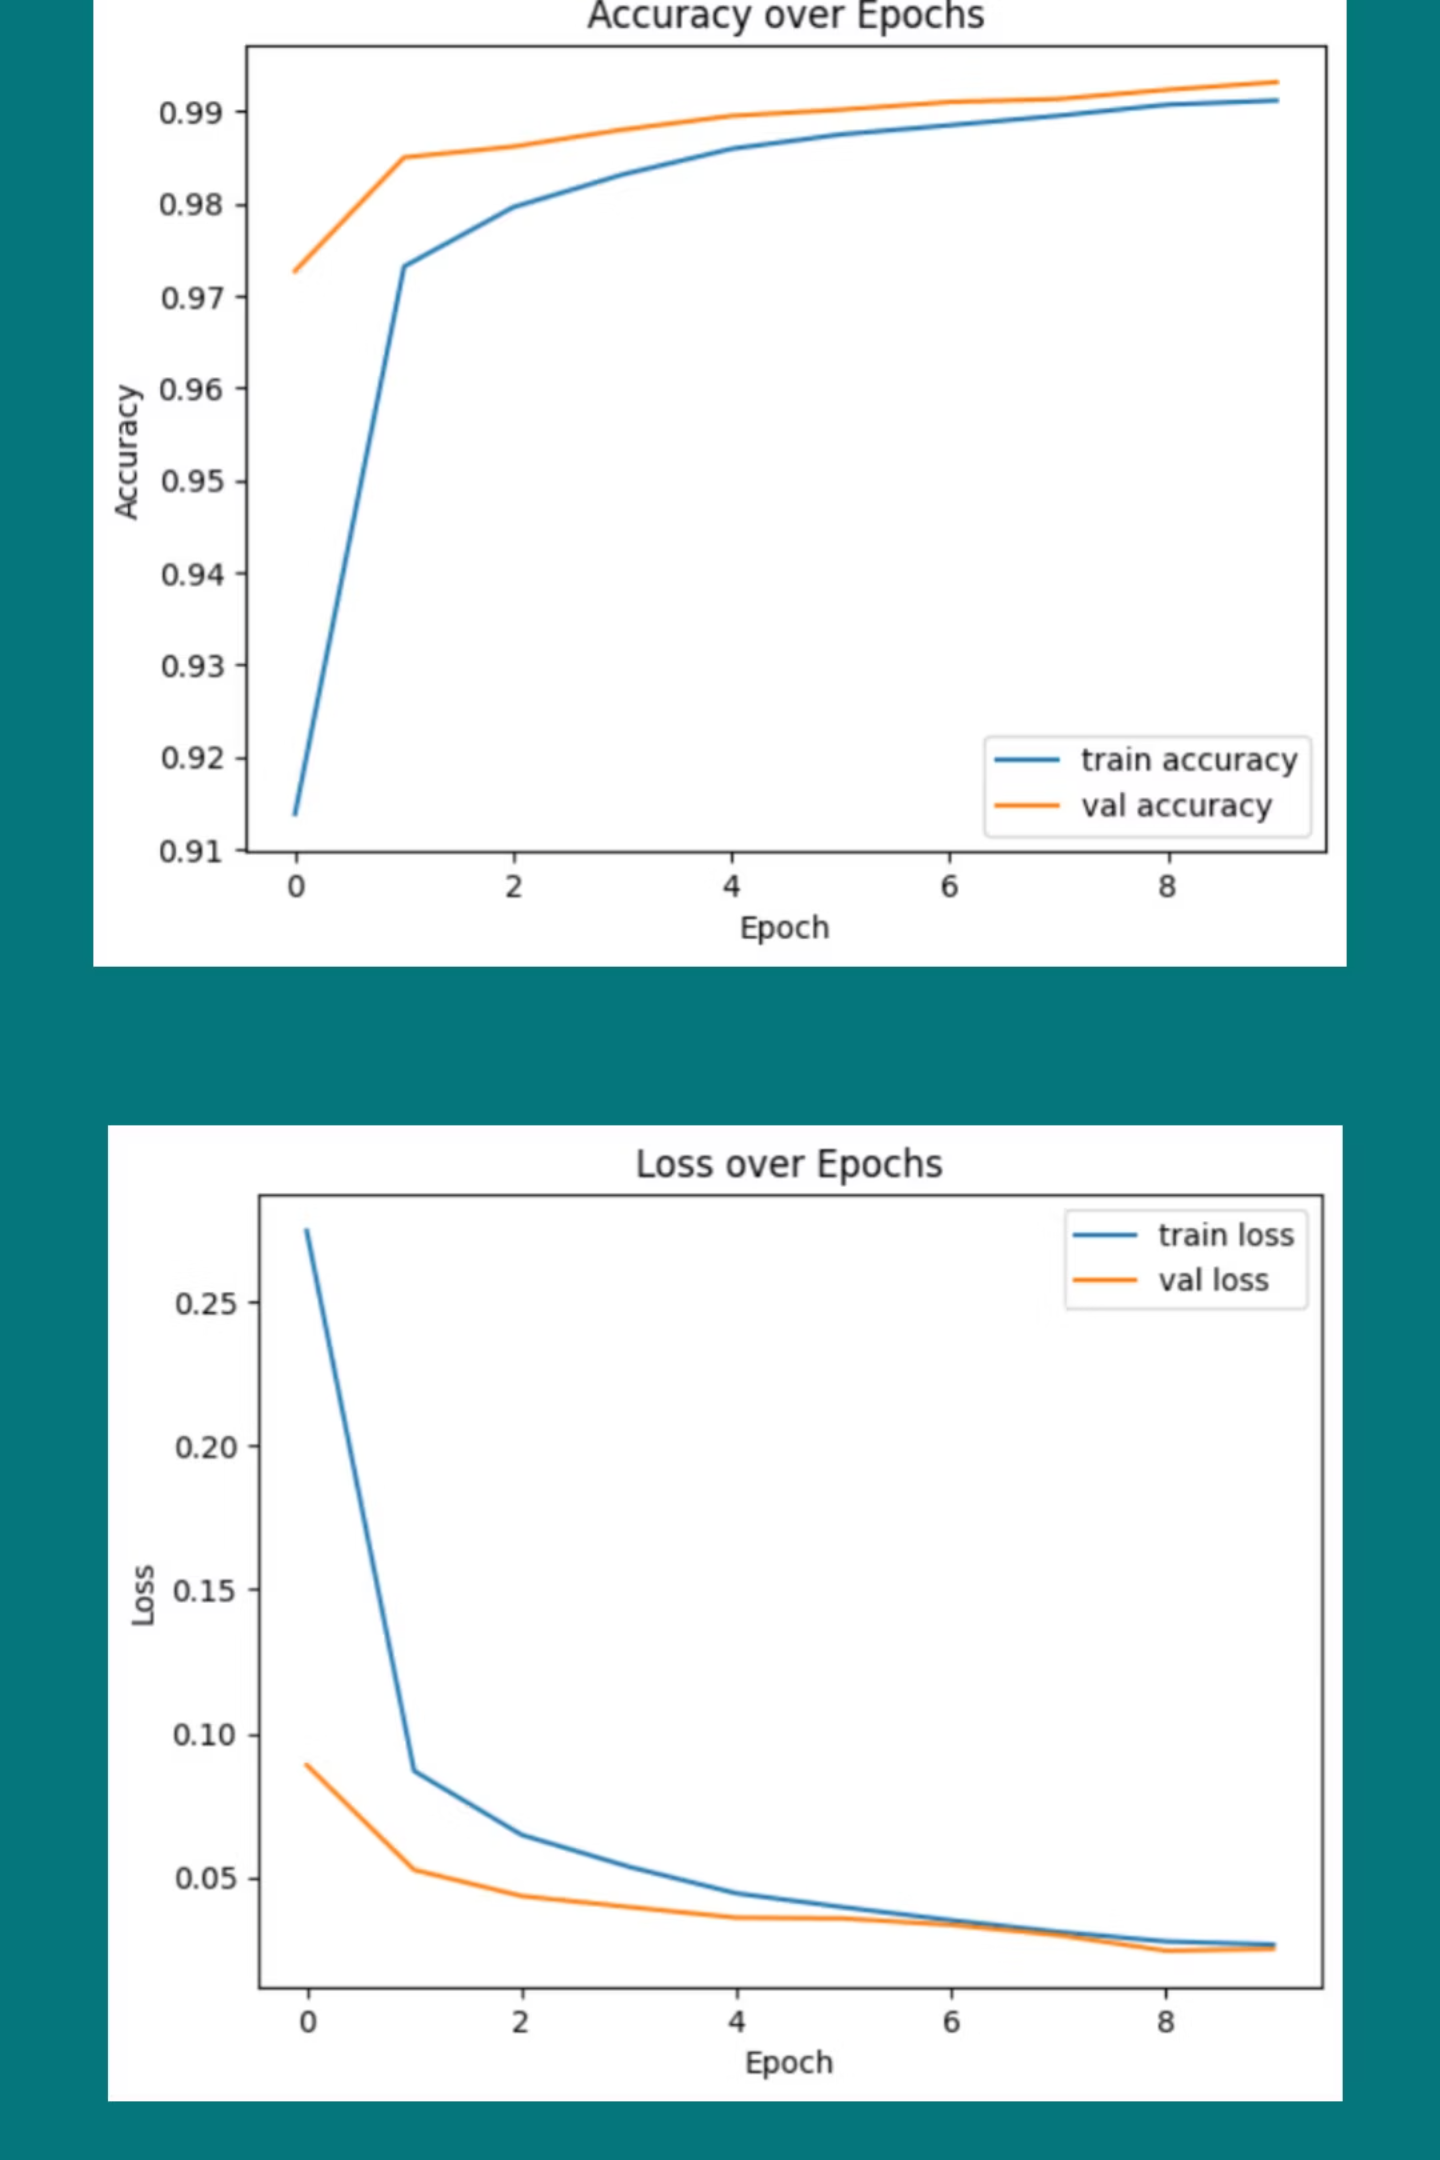 Accuracy over Epochs
0.99
0.98
0.97
0.96
0.95
0.94
0.93
0.92
0.91
Accuracy
train accuracy
val accuracy
0 2 4 6 8
Epoch
Loss over Epochs
train loss
val loss
0.25
0.20
0.15
0.10
0.05
Loss
0 2 4 6 8
Epoch